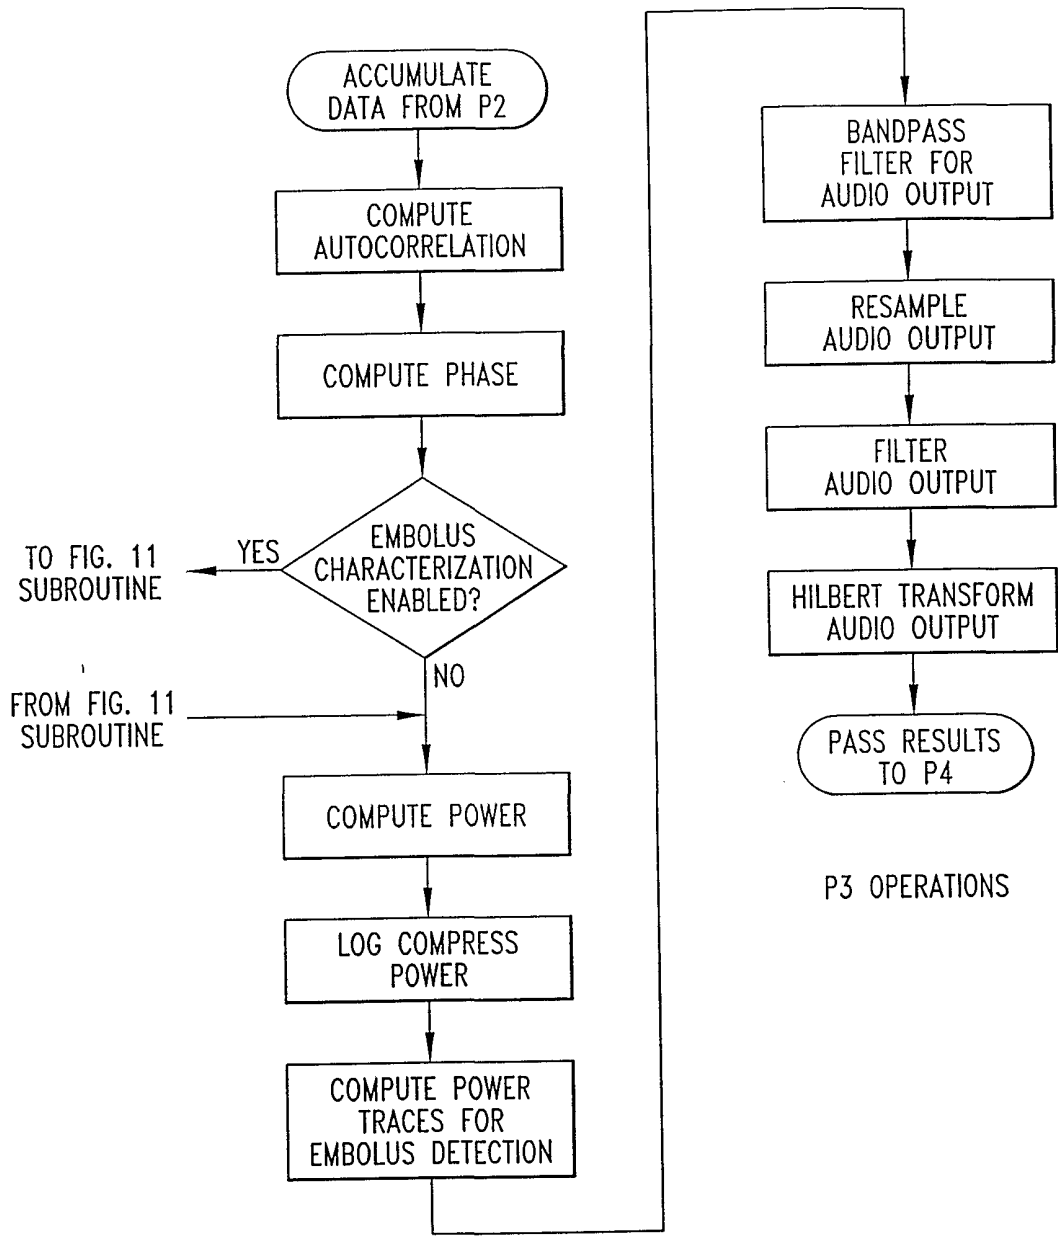 ACCUMULATE
DATA FROM P2
COMPUTE
AUTOCORRELATION
COMPUTE PHASE
EMBOLUS
CHARACTERIZATION
ENABLED?
YES
TO FIG. 11
SUBROUTINE
NO
FROM FIG. 11
SUBROUTINE
COMPUTE POWER
LOG COMPRESS
POWER
COMPUTE POWER
TRACES FOR
EMBOLUS DETECTION
BANDPASS
FILTER FOR
AUDIO OUTPUT
RESAMPLE
AUDIO OUTPUT
FILTER
AUDIO OUTPUT
HILBERT TRANSFORM
AUDIO OUTPUT
PASS RESULTS
TO P4
P3 OPERATIONS